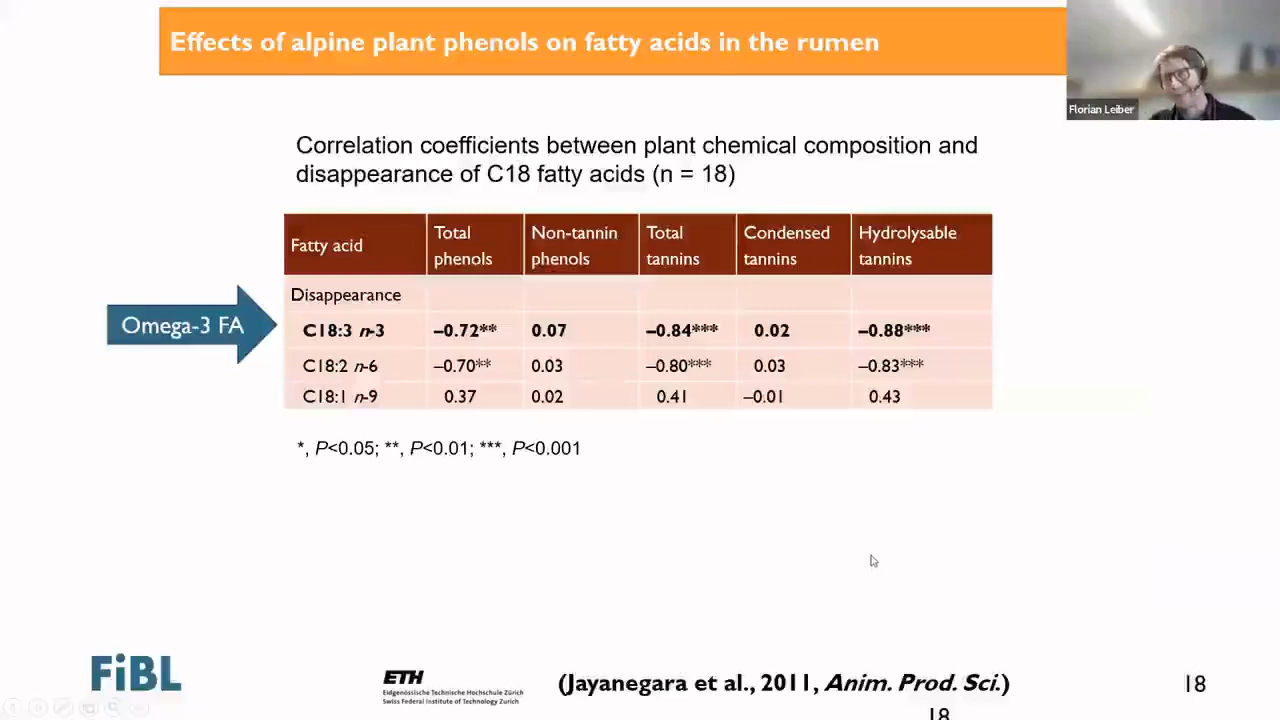 Effects of alpine plant phenols on fatty acids in the rumen
Florian Leiber
Correlation coefficients between plant chemical composition and
disappearance of C18 fatty acids (n = 18)
Fatty acid Total phenols Non-tannin phenols Total tannins Condensed tannins Hydrolysable tannins
Disappearance
Omega-3 FA
C18:3 n-3 –0.72** 0.07 –0.84*** 0.02 –0.88***
C18:2 n-6 –0.70** 0.03 –0.80*** 0.03 –0.83***
C18:1 n-9 0.37 0.02 0.41 –0.01 0.43
*, P<0.05; **, P<0.01; ***, P<0.001
FiBL
ETH
Eidgenössische Technische Hochschule Zürich
Swiss Federal Institute of Technology Zurich
(Jayanegara et al., 2011, Anim. Prod. Sci.)
18
18